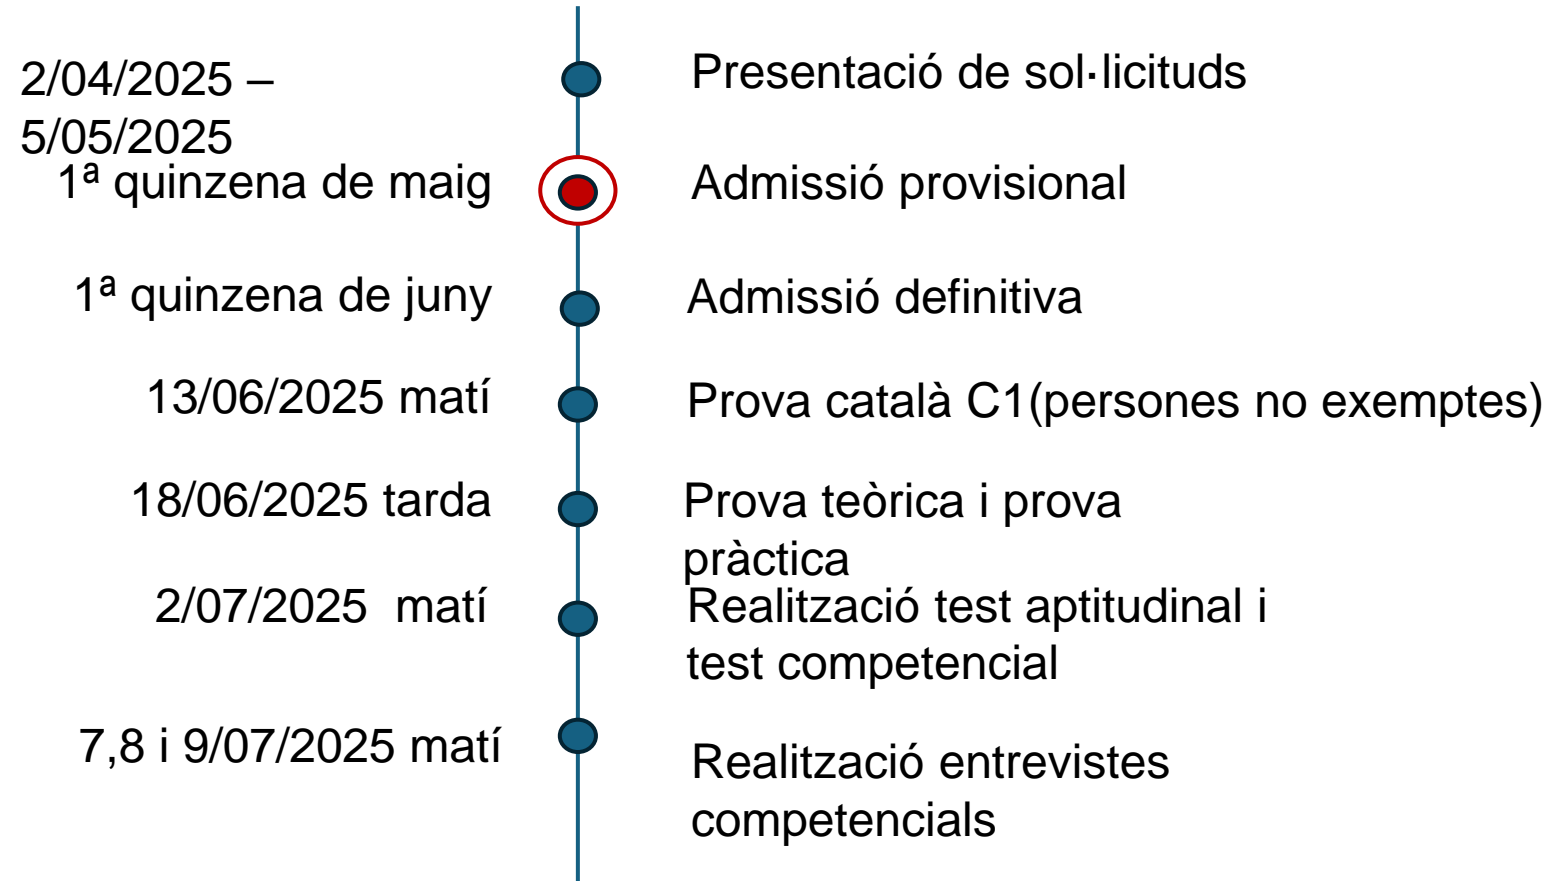 2/04/2025 –
5/05/2025
Presentació de sol·licituds
1ª quinzena de maig
Admissió provisional
1ª quinzena de juny
Admissió definitiva
13/06/2025 matí
Prova català C1(persones no exemptes)
18/06/2025 tarda
Prova teòrica i prova
pràctica
2/07/2025  matí
Realització test aptitudinal i
test competencial
7,8 i 9/07/2025 matí
Realització entrevistes
competencials